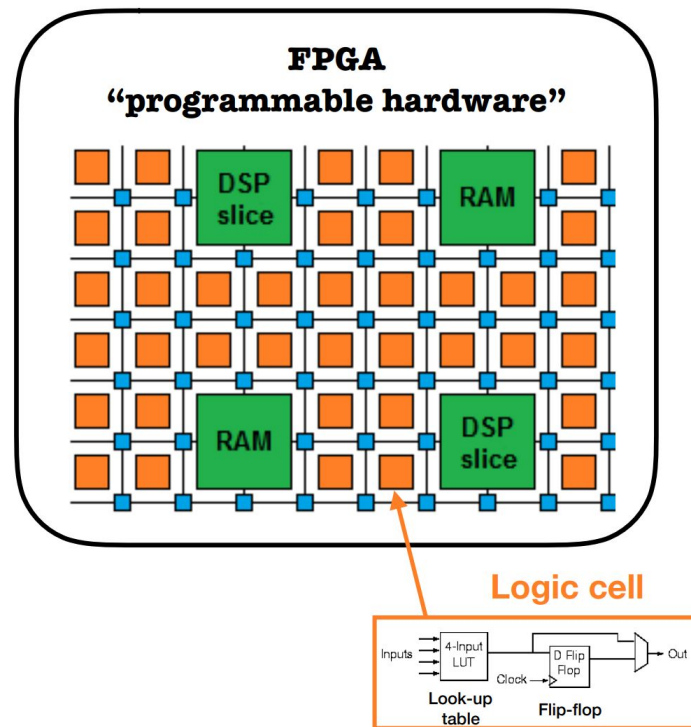 FPGA
“programmable hardware”
DSP
slice
RAM
RAM
DSP
slice
Logic cell
Inputs
4-Input
LUT
D Flip
Flop
Out
Clock
Look-up
table
Flip-flop